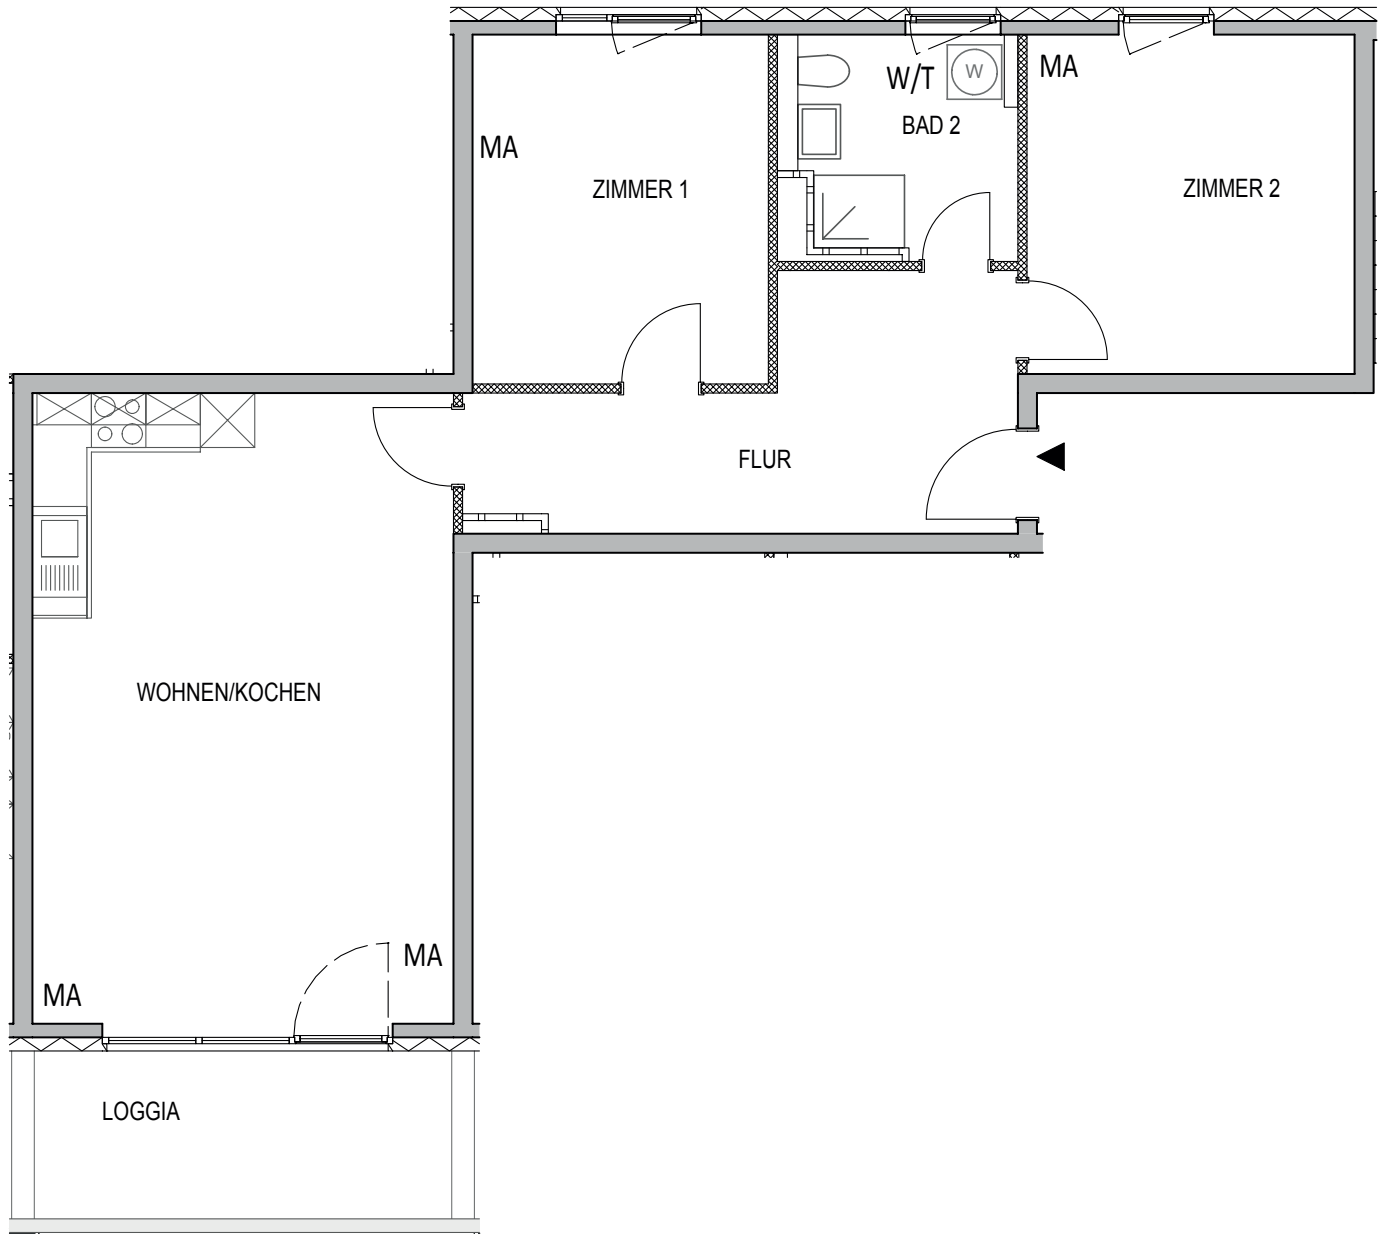 W/T
W
MA
BAD 2
MA
ZIMMER 1
ZIMMER 2
FLUR
WOHNEN/KOCHEN
MA
MA
LOGGIA